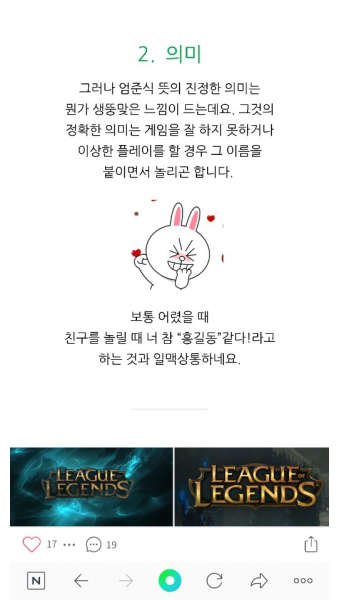 2. 의미
그러나 엄준식 뜻의 진정한 의미는
뭔가 생뚱맞은 느낌이 드는데요. 그것의
정확한 의미는 게임을 잘 하지 못하거나
이상한 플레이를 할 경우 그 이름을
붙이면서 놀리곤 합니다.
보통 어렸을 때
친구를 놀릴 때 너 참 “홍길동”같다!라고
하는 것과 일맥상통하네요.
LEAGUE OF
LEGENDS
LEAGUE OF
LEGENDS
17
19
N